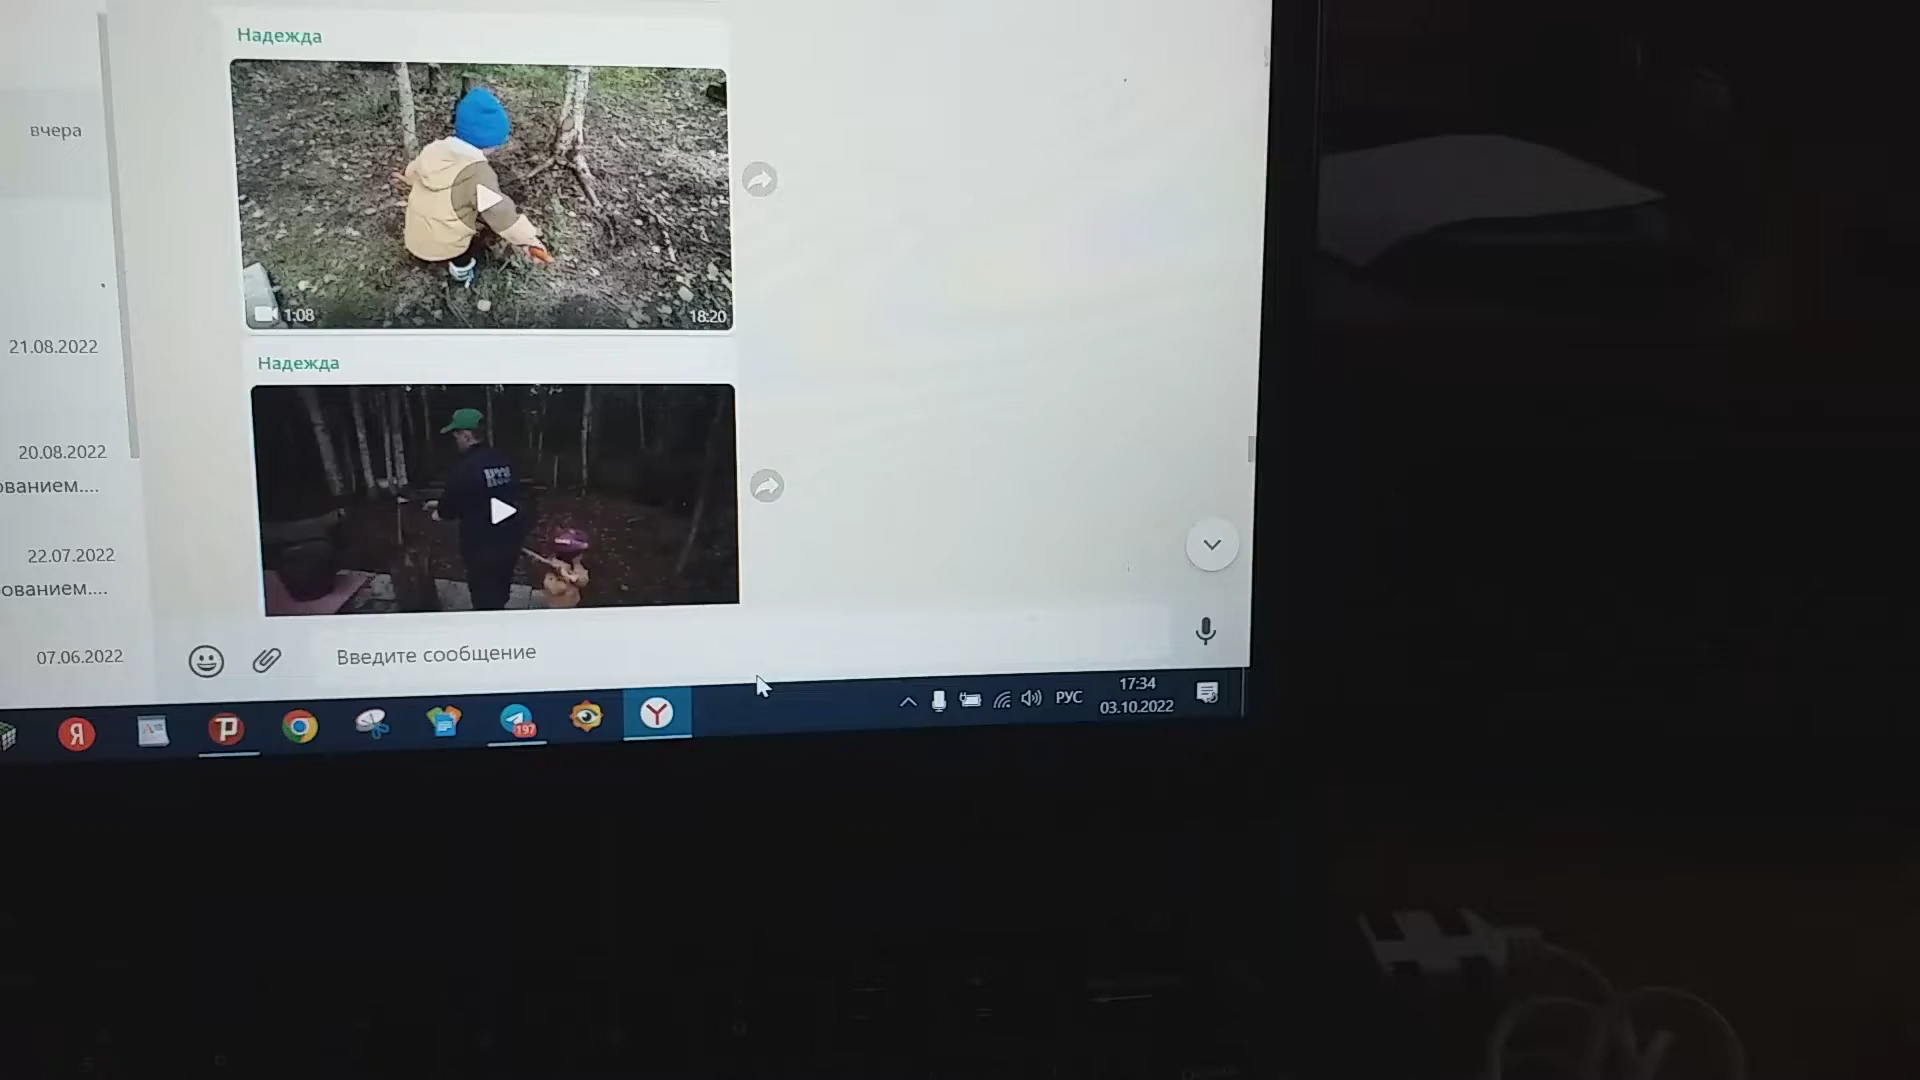 Надежда
1:08
18:20
Надежда
вчера
21.08.2022
20.08.2022
ованием....
22.07.2022
ованием....
07.06.2022
Введите сообщение
197
РУС
17:34
03.10.2022